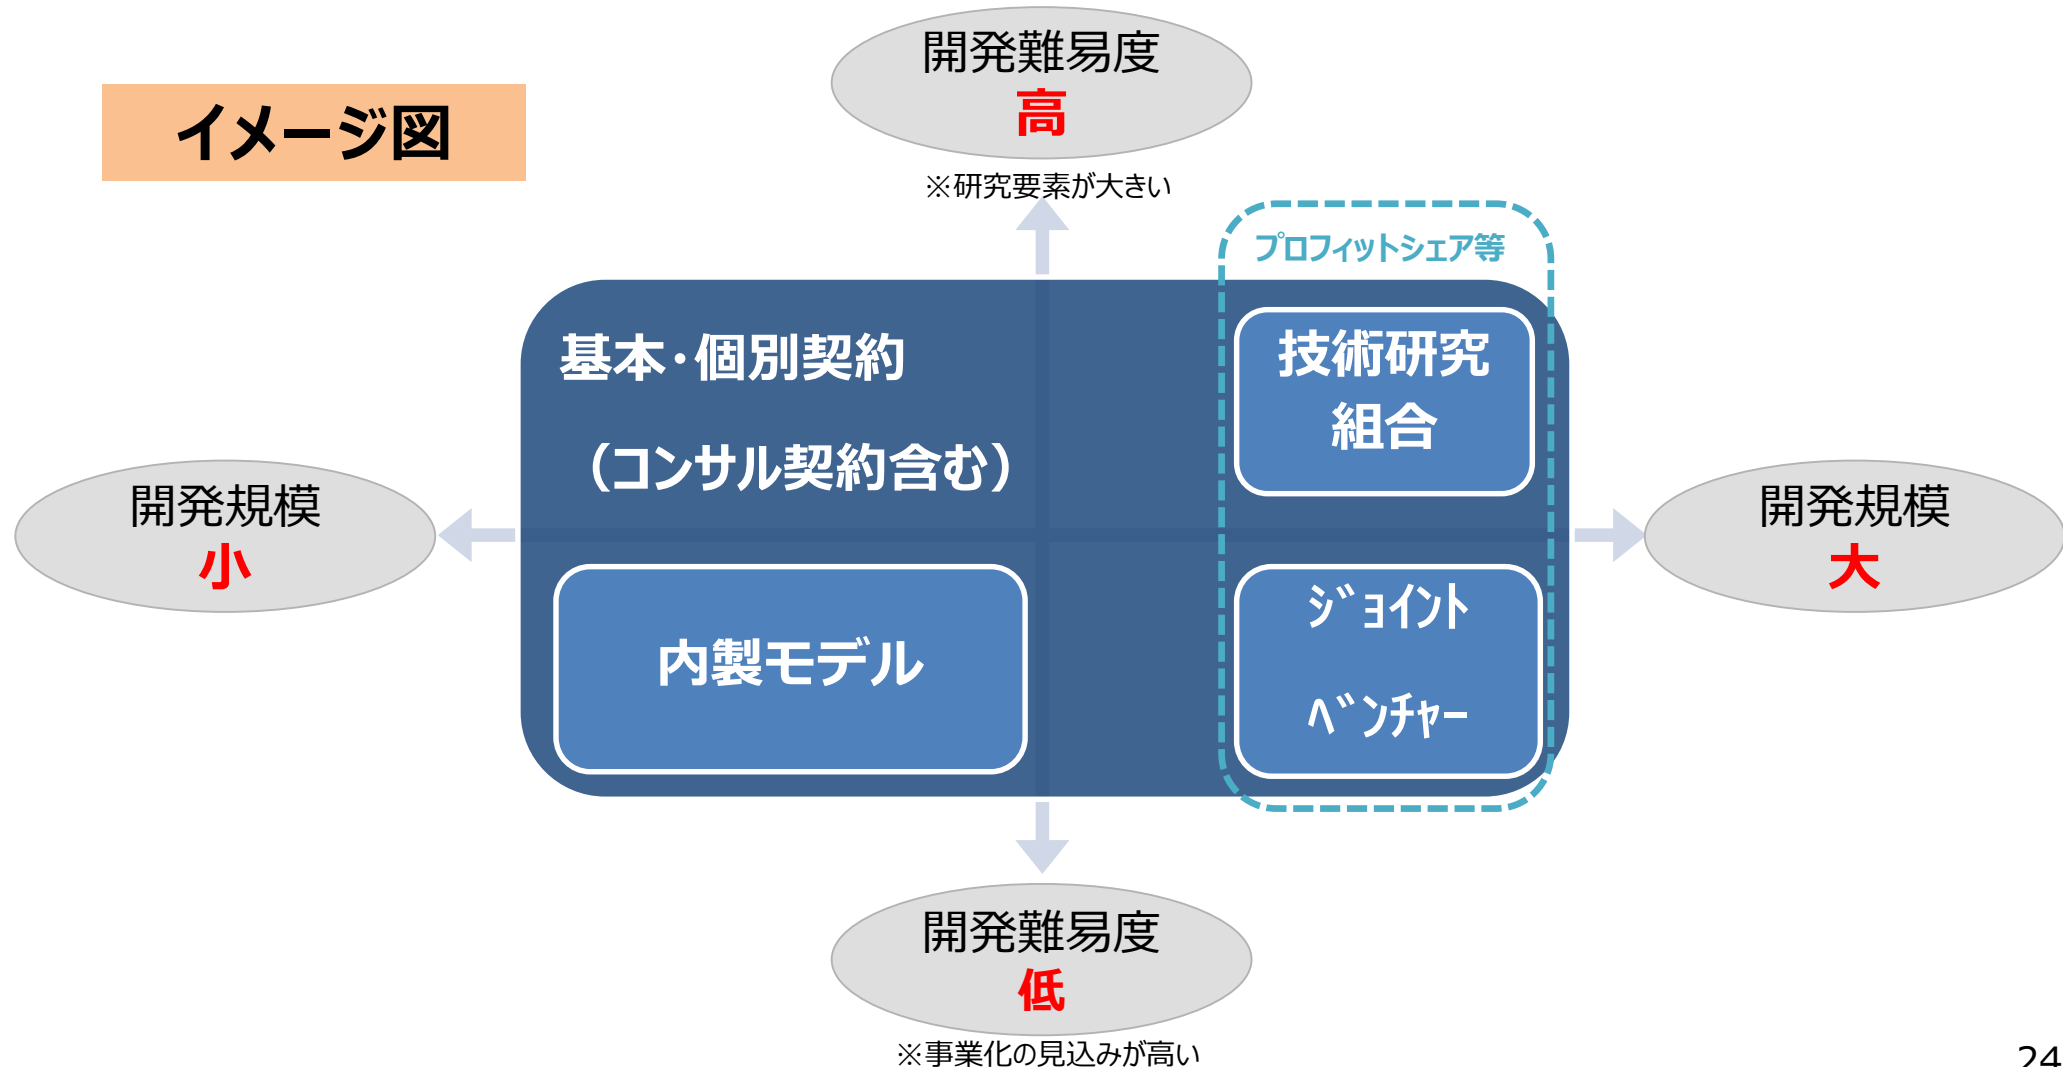 イメージ図
開発難易度
高
※研究要素が大きい
プロフィットシェア等
基本・個別契約
（コンサル契約含む）
技術研究
組合
開発規模
小
開発規模
大
内製モデル
ｼﾞｮｲﾝﾄ
ﾍﾞﾝﾁｬｰ
開発難易度
低
※事業化の見込みが高い
24